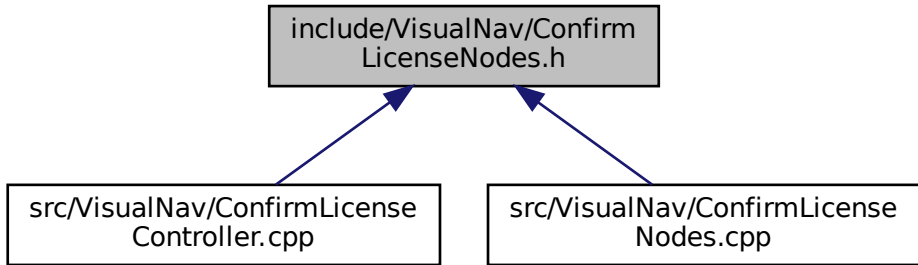 include/VisualNav/Confirm
LicenseNodes.h
src/VisualNav/ConfirmLicense
Controller.cpp
src/VisualNav/ConfirmLicense
Nodes.cpp